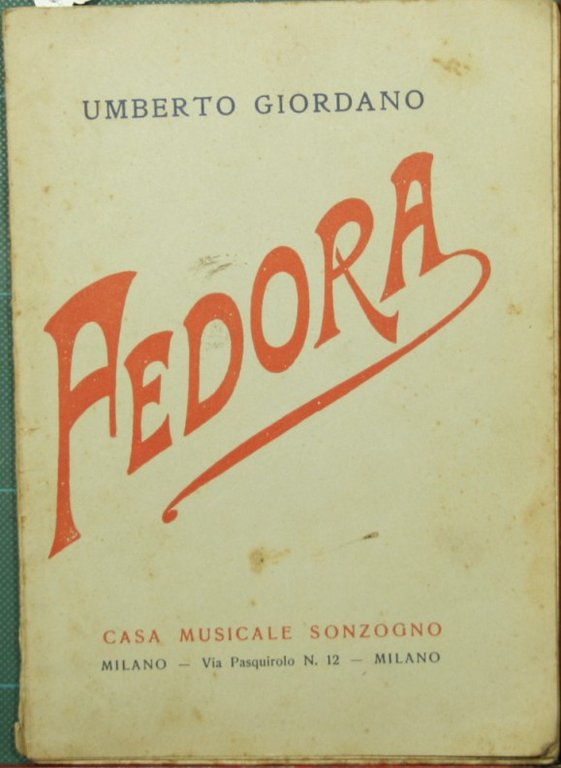 UMBERTO GIORDANO
FEDORA
CASA MUSICALE SONZOGNO
MILANO — Via Pasquirolo N. 12 — MILANO